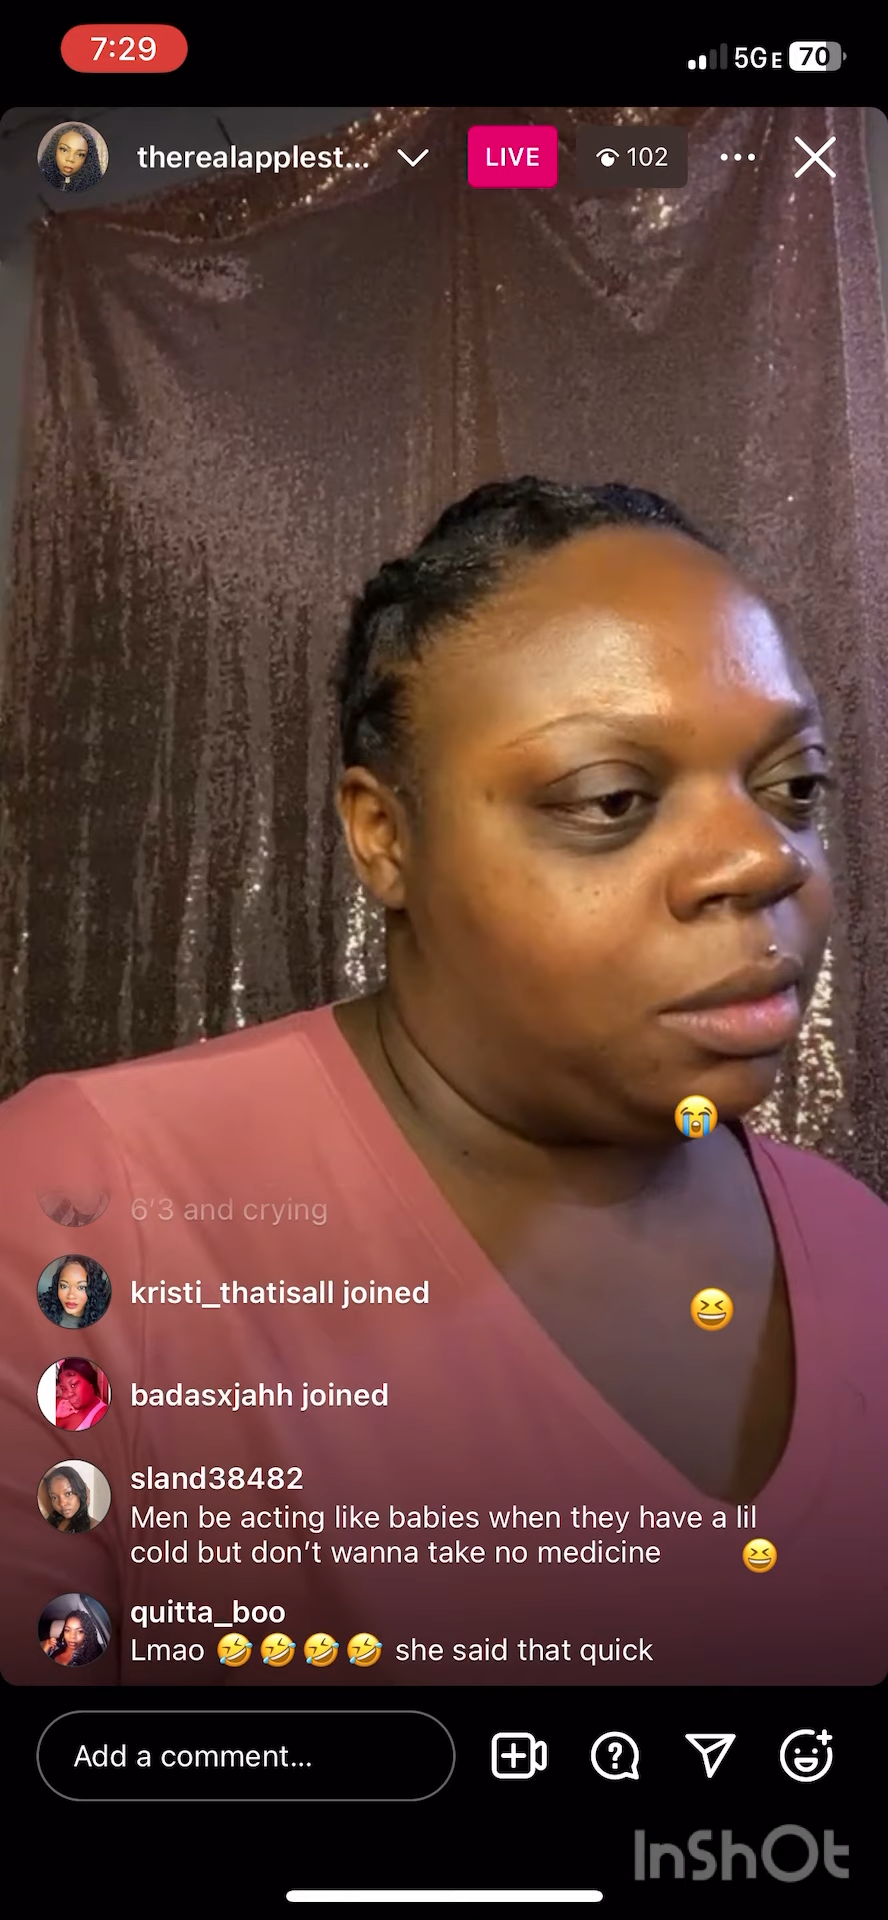 7:29
5GE 70
therealapplest...
LIVE
102
6'3 and crying
kristi_thatisall joined
badasxjahh joined
sland38482
Men be acting like babies when they have a lil
cold but don't wanna take no medicine
quitta_boo
Lmao 🤣🤣🤣🤣 she said that quick
Add a comment...
InShOt